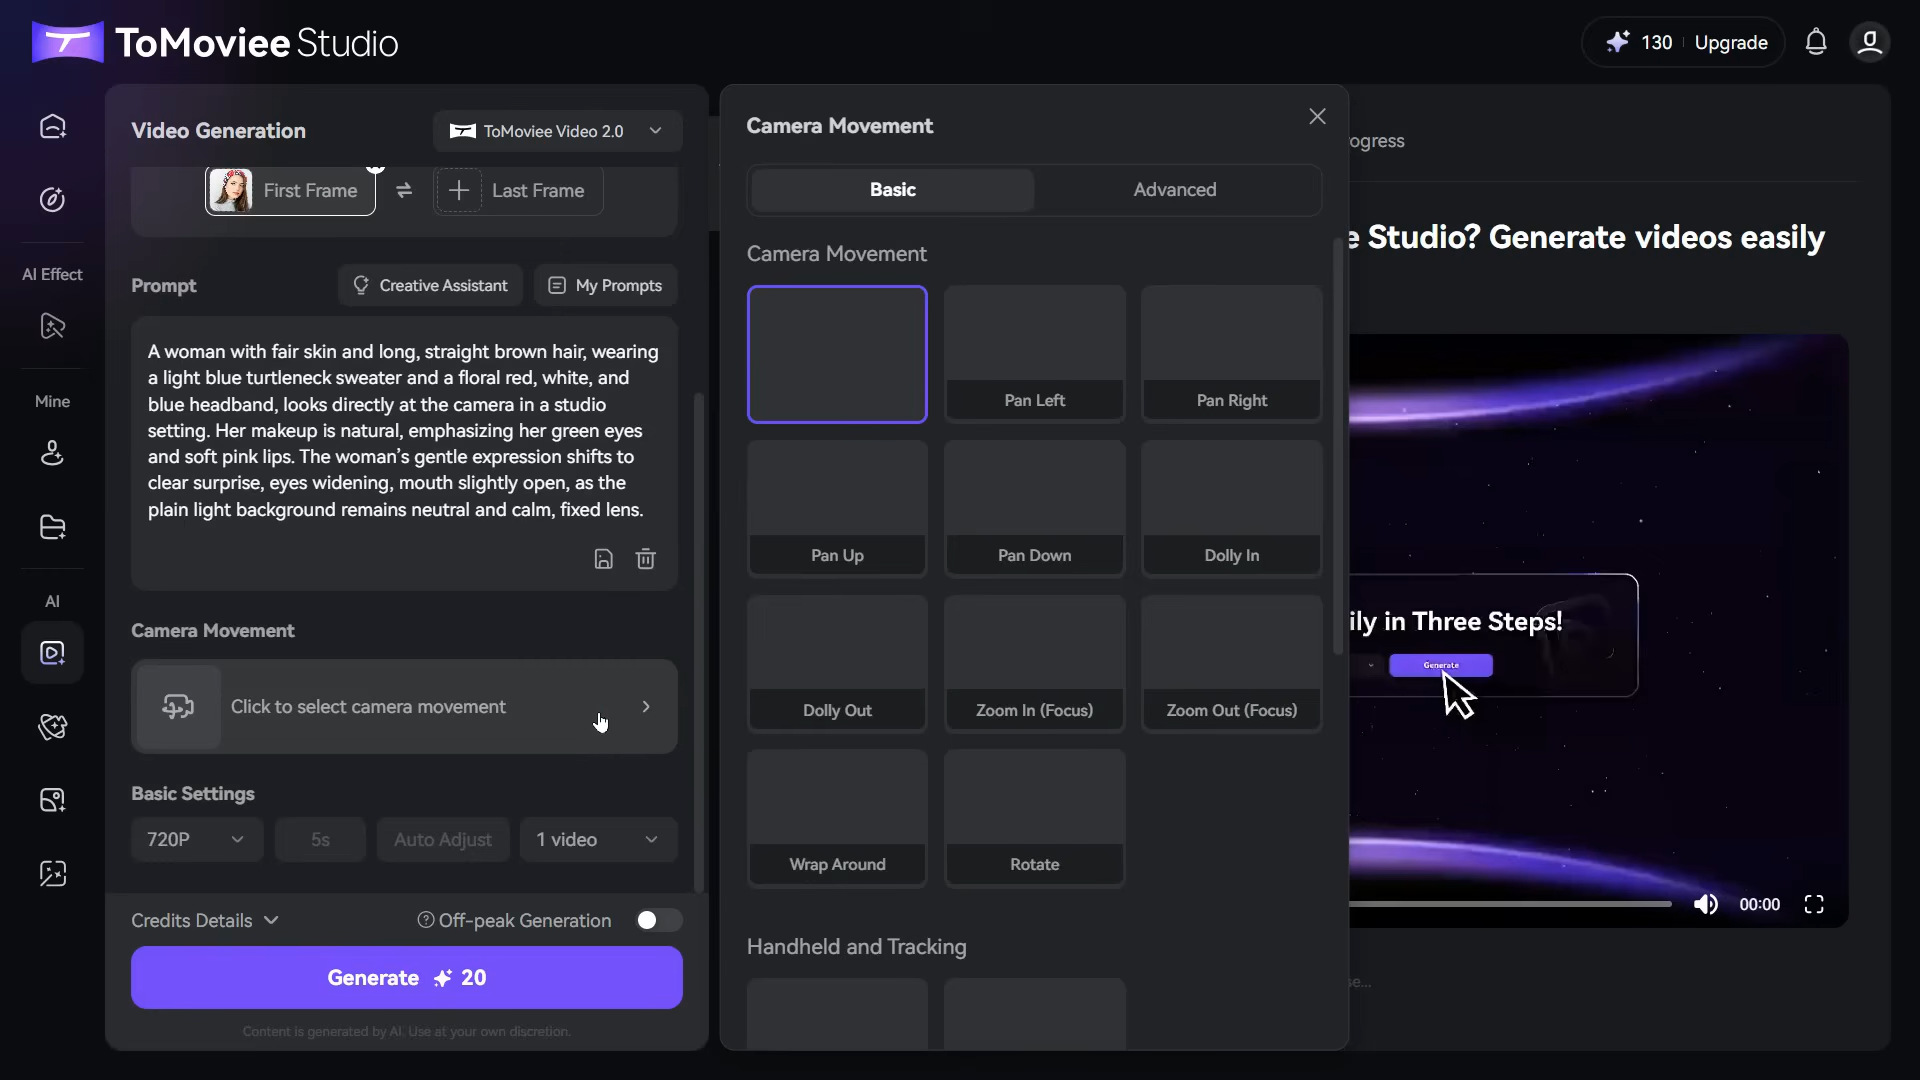 ToMoviee Studio
130
Upgrade
Video Generation
ToMoviee Video 2.0
First Frame
Last Frame
AI Effect
Prompt
Creative Assistant
My Prompts
A woman with fair skin and long, straight brown hair, wearing
a light blue turtleneck sweater and a floral red, white, and
blue headband, looks directly at the camera in a studio
setting. Her makeup is natural, emphasizing her green eyes
and soft pink lips. The woman's gentle expression shifts to
clear surprise, eyes widening, mouth slightly open, as the
plain light background remains neutral and calm, fixed lens.
Mine
AI
Camera Movement
Click to select camera movement
Basic Settings
720P
5s
Auto Adjust
1 video
Credits Details
Off-peak Generation
Generate 20
Content is generated by AI. Use at your own discretion.
Camera Movement
Basic
Advanced
Camera Movement
Pan Left
Pan Right
Pan Up
Pan Down
Dolly In
Dolly Out
Zoom In (Focus)
Zoom Out (Focus)
Wrap Around
Rotate
Handheld and Tracking
ogress
e Studio? Generate videos easily
ily in Three Steps!
Generate
00:00